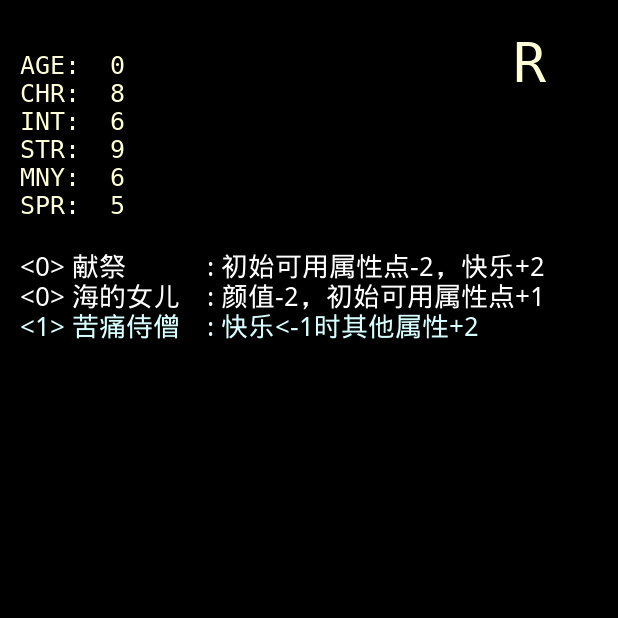 R
AGE: 0
CHR: 8
INT: 6
STR: 9
MNY: 6
SPR: 5
<0> 献祭 : 初始可用属性点-2，快乐+2
<0> 海的女儿 : 颜值-2，初始可用属性点+1
<1> 苦痛侍僧 : 快乐<-1时其他属性+2